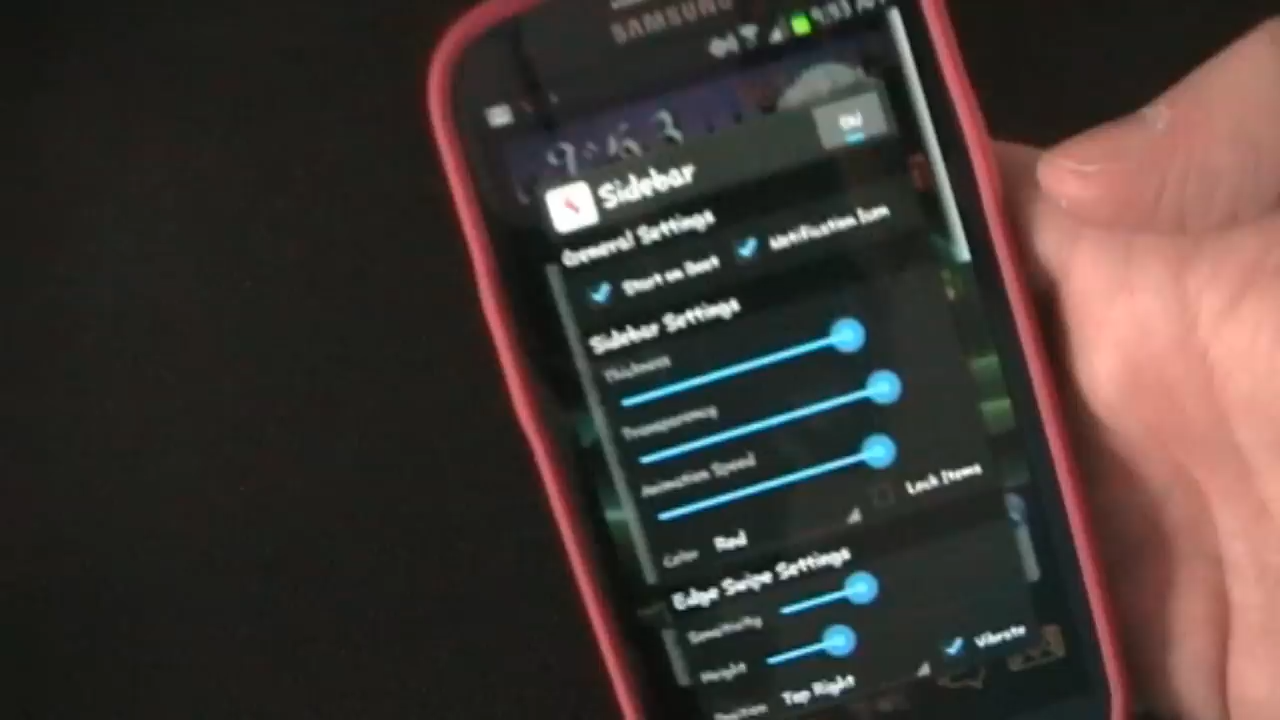 SAMSUNG
Sidebar
ON
General Settings
Start on Boot
Notification Icon
Sidebar Settings
Thickness
Transparency
Animation Speed
Color Red
Lock Items
Edge Swipe Settings
Sensitivity
Height
Vibrate
Top Right